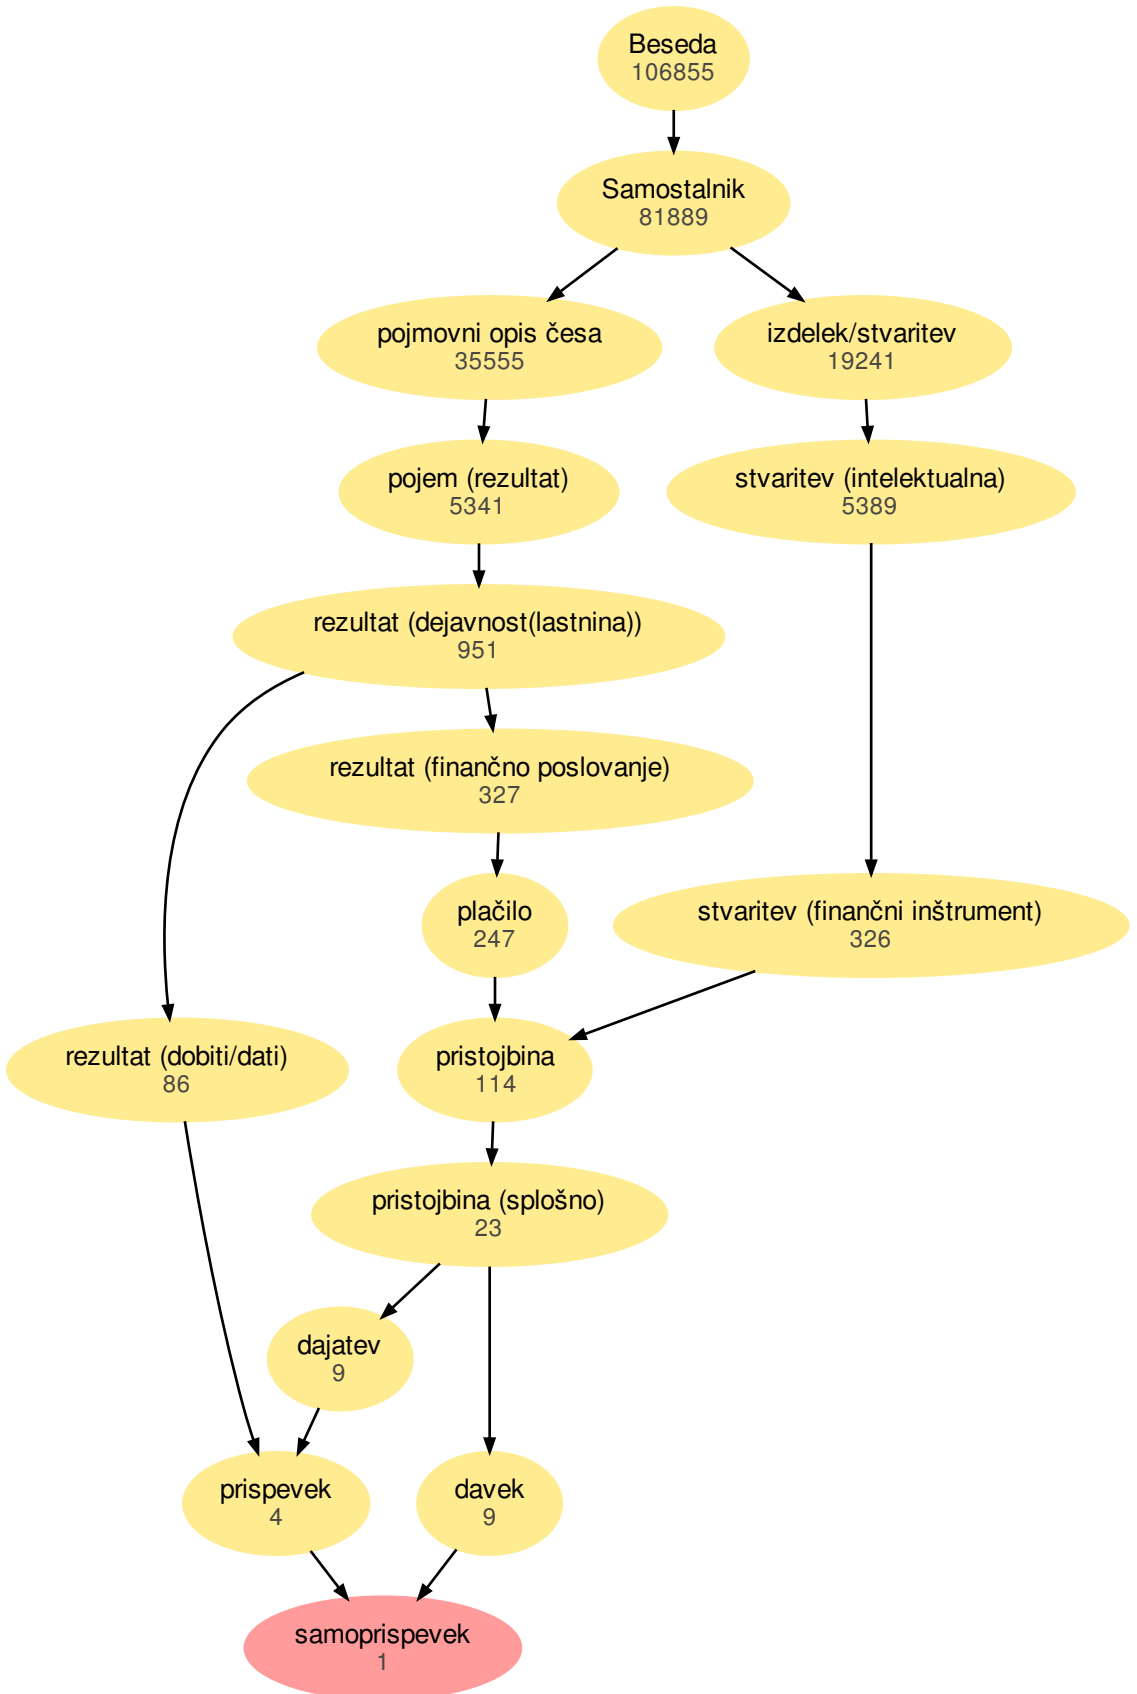 Beseda
106855
Samostalnik
81889
pojmovni opis česa
35555
izdelek/stvaritev
19241
pojem (rezultat)
5341
stvaritev (intelektualna)
5389
rezultat (dejavnost(lastnina))
951
rezultat (finančno poslovanje)
327
plačilo
247
stvaritev (finančni inštrument)
326
rezultat (dobiti/dati)
86
pristojbina
114
pristojbina (splošno)
23
dajatev
9
prispevek
4
davek
9
samoprispevek
1